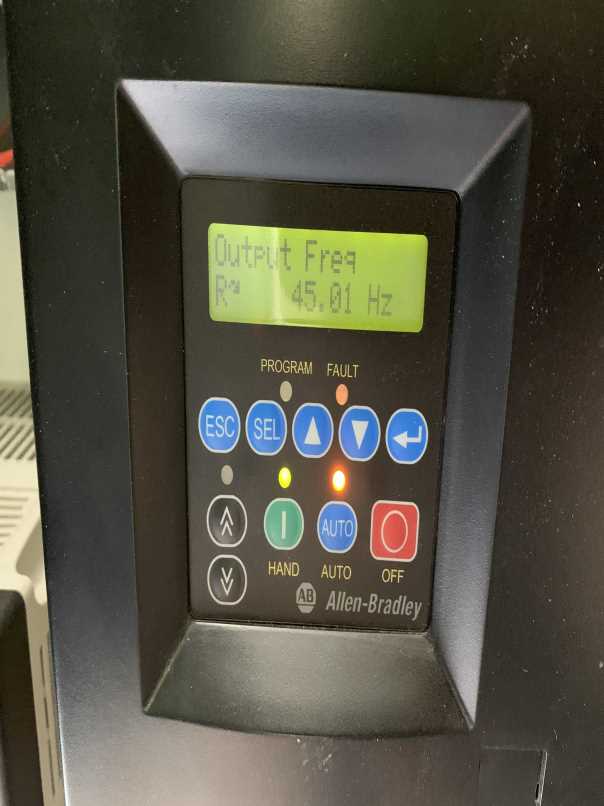 Output Freq
R 45.01 Hz
PROGRAM FAULT
ESC SEL
AUTO
HAND AUTO OFF
AB Allen-Bradley